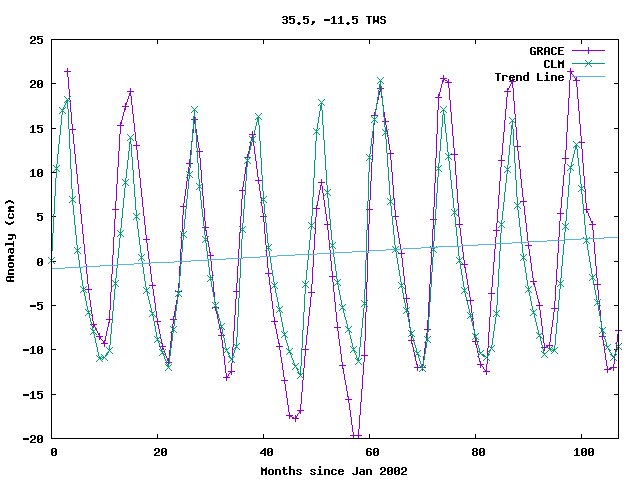 35.5, -11.5 TWS
GRACE
CLM
Trend Line
25
20
15
10
5
0
-5
-10
-15
-20
Anomaly (cm)
0 20 40 60 80 100
Months since Jan 2002